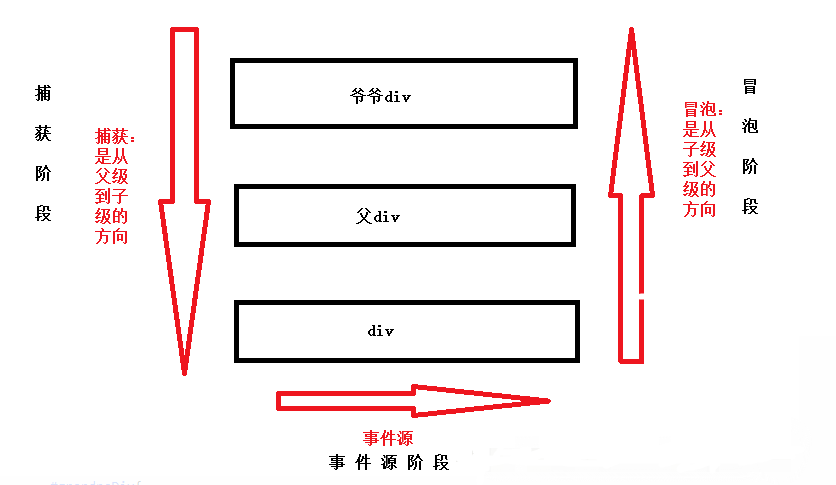 捕获阶段
捕获：
是从
父级
到子
级的
方向
爷爷div
父div
div
冒泡：
是从
子级
到父
级的
方向
冒泡阶段
事件源
事件源阶段